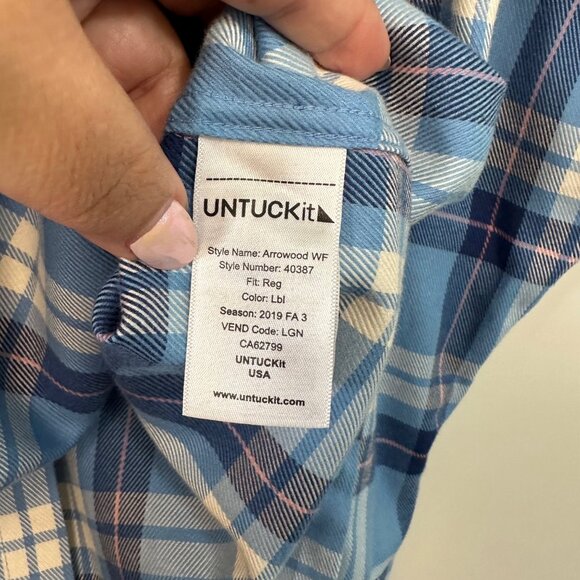 UNTUCKit
Style Name: Arrowood WF
Style Number: 40387
Fit: Reg
Color: Lbl
Season: 2019 FA 3
VEND Code: LGN
CA62799
UNTUCKit
USA
www.untuckit.com